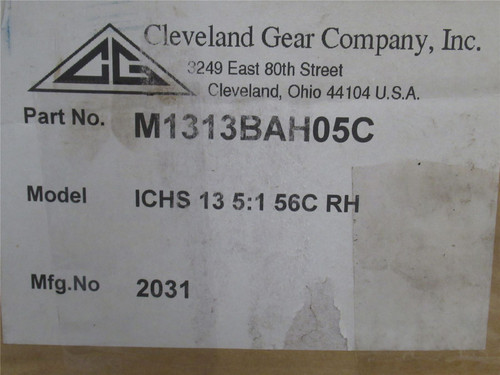 CG
Cleveland Gear Company, Inc.
3249 East 80th Street
Cleveland, Ohio 44104 U.S.A.
Part No. M1313BAH05C
Model ICHS 13 5:1 56C RH
Mfg.No 2031